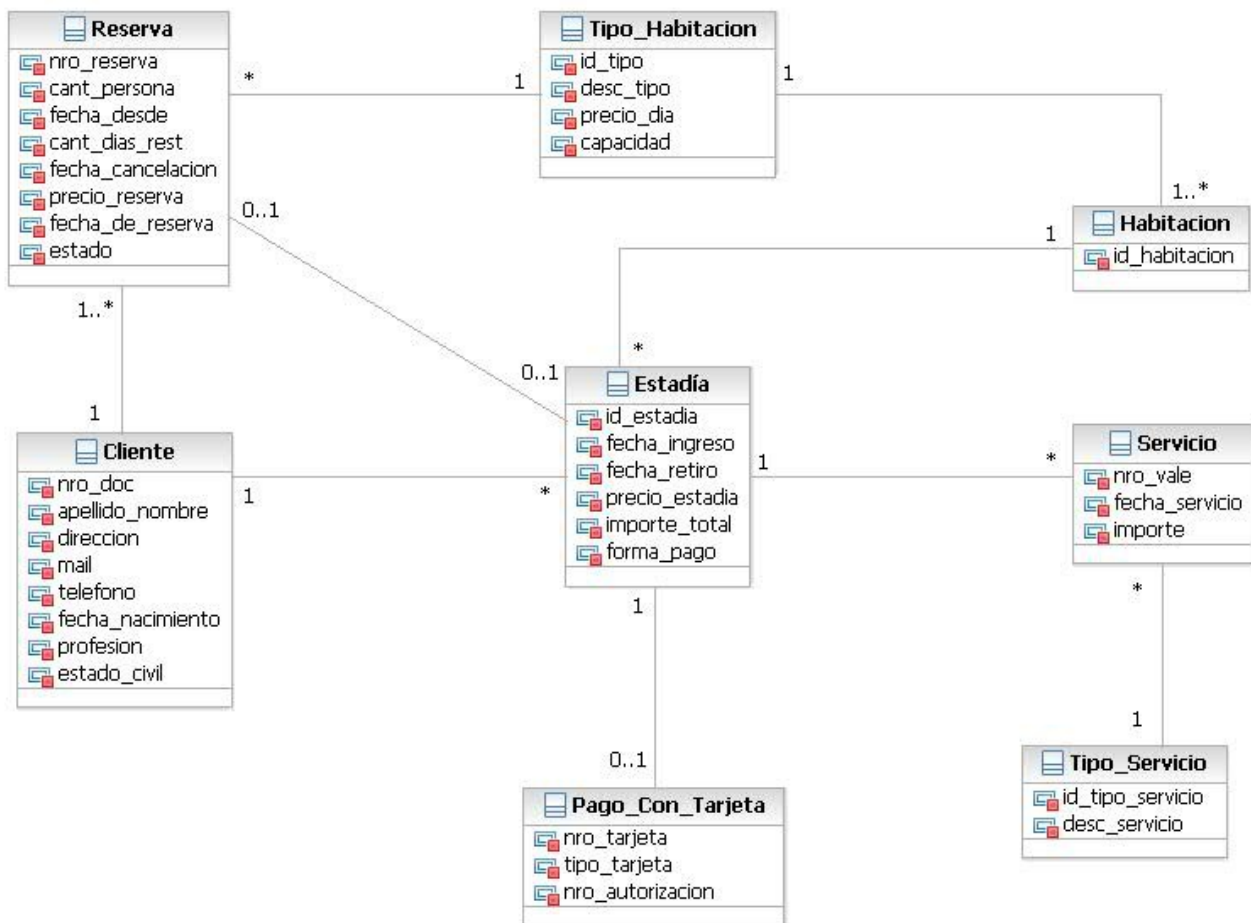 Reserva
nro_reserva
cant_persona
fecha_desde
cant_dias_rest
fecha_cancelacion
precio_reserva
fecha_de_reserva
estado
*
1
Tipo_Habitacion
id_tipo
desc_tipo
precio_dia
capacidad
1
1..*
Habitacion
id_habitacion
1
*
0..1
0..1
1..*
1
Cliente
nro_doc
apellido_nombre
direccion
mail
telefono
fecha_nacimiento
profesion
estado_civil
1
*
Estadía
id_estadia
fecha_ingreso
fecha_retiro
precio_estadia
importe_total
forma_pago
1
*
Servicio
nro_vale
fecha_servicio
importe
*
1
Tipo_Servicio
id_tipo_servicio
desc_servicio
1
0..1
Pago_Con_Tarjeta
nro_tarjeta
tipo_tarjeta
nro_autorizacion